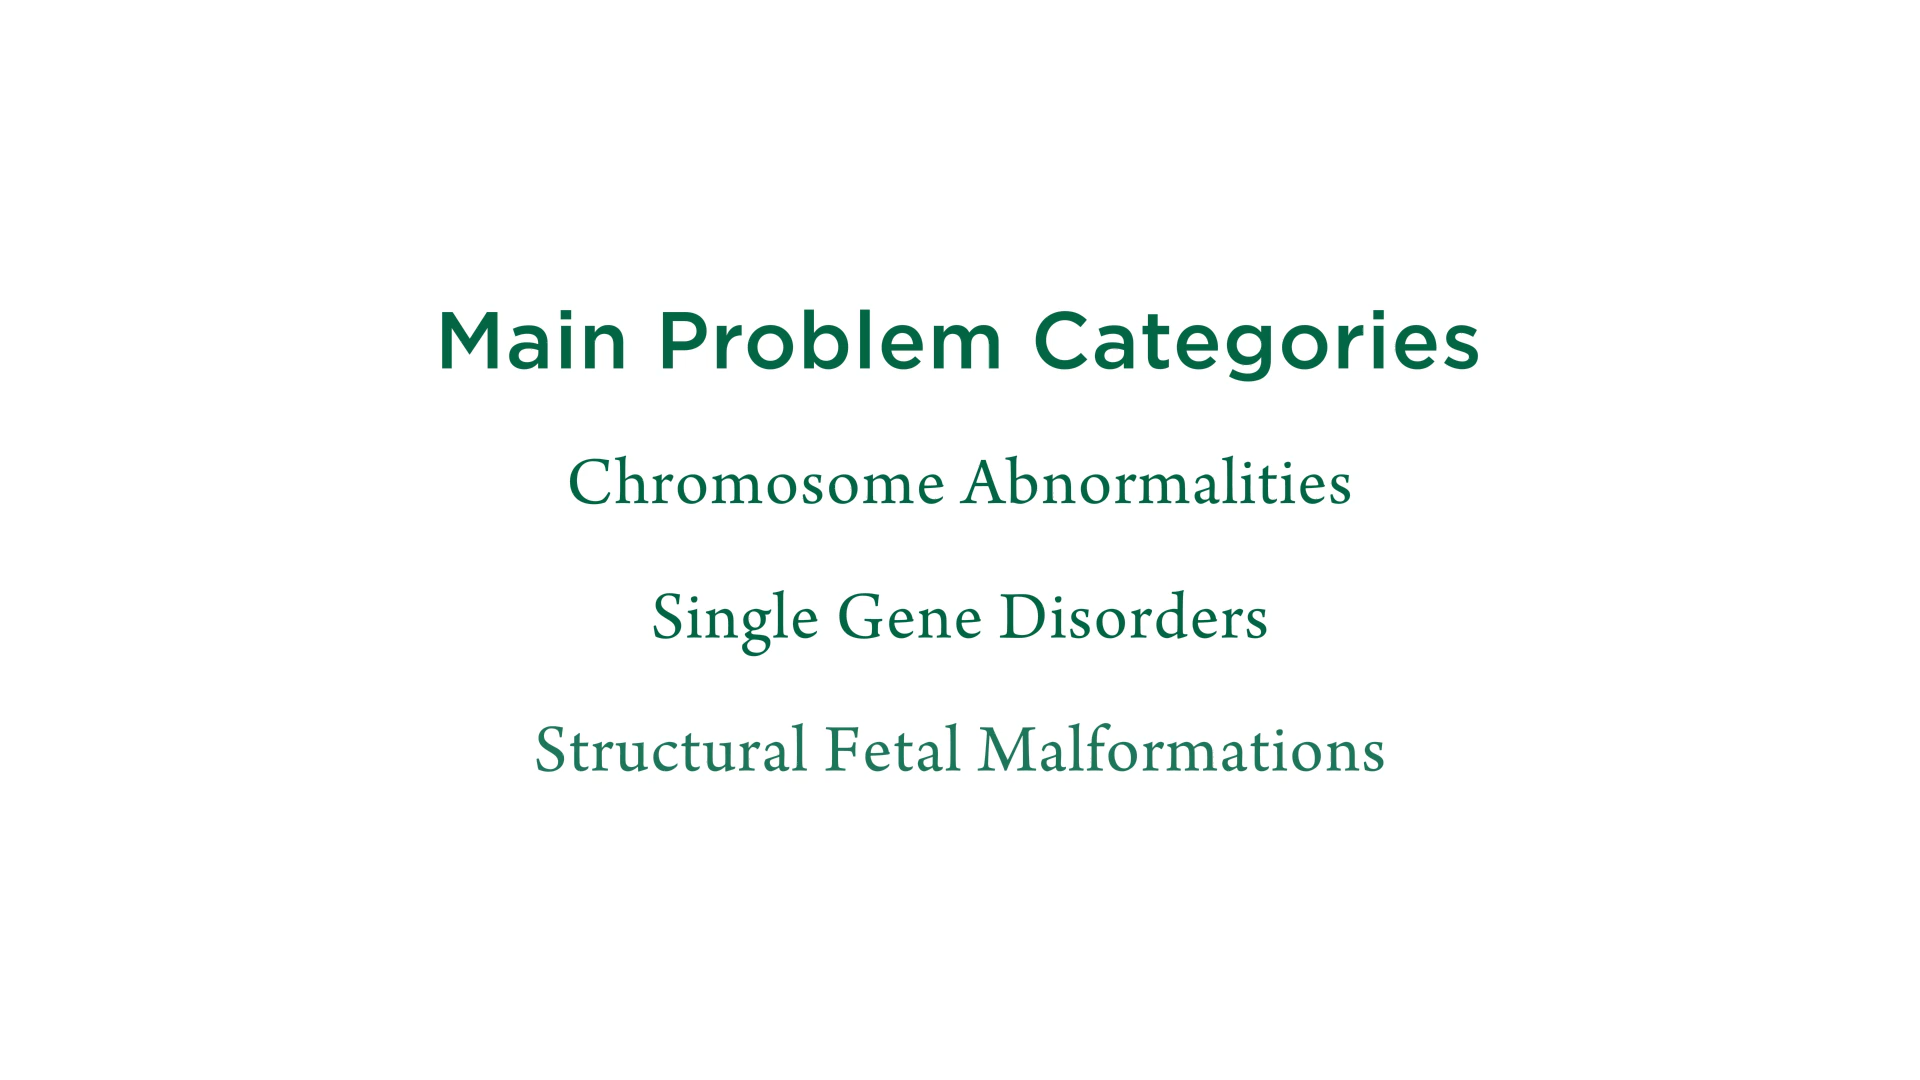 Main Problem Categories
Chromosome Abnormalities
Single Gene Disorders
Structural Fetal Malformations